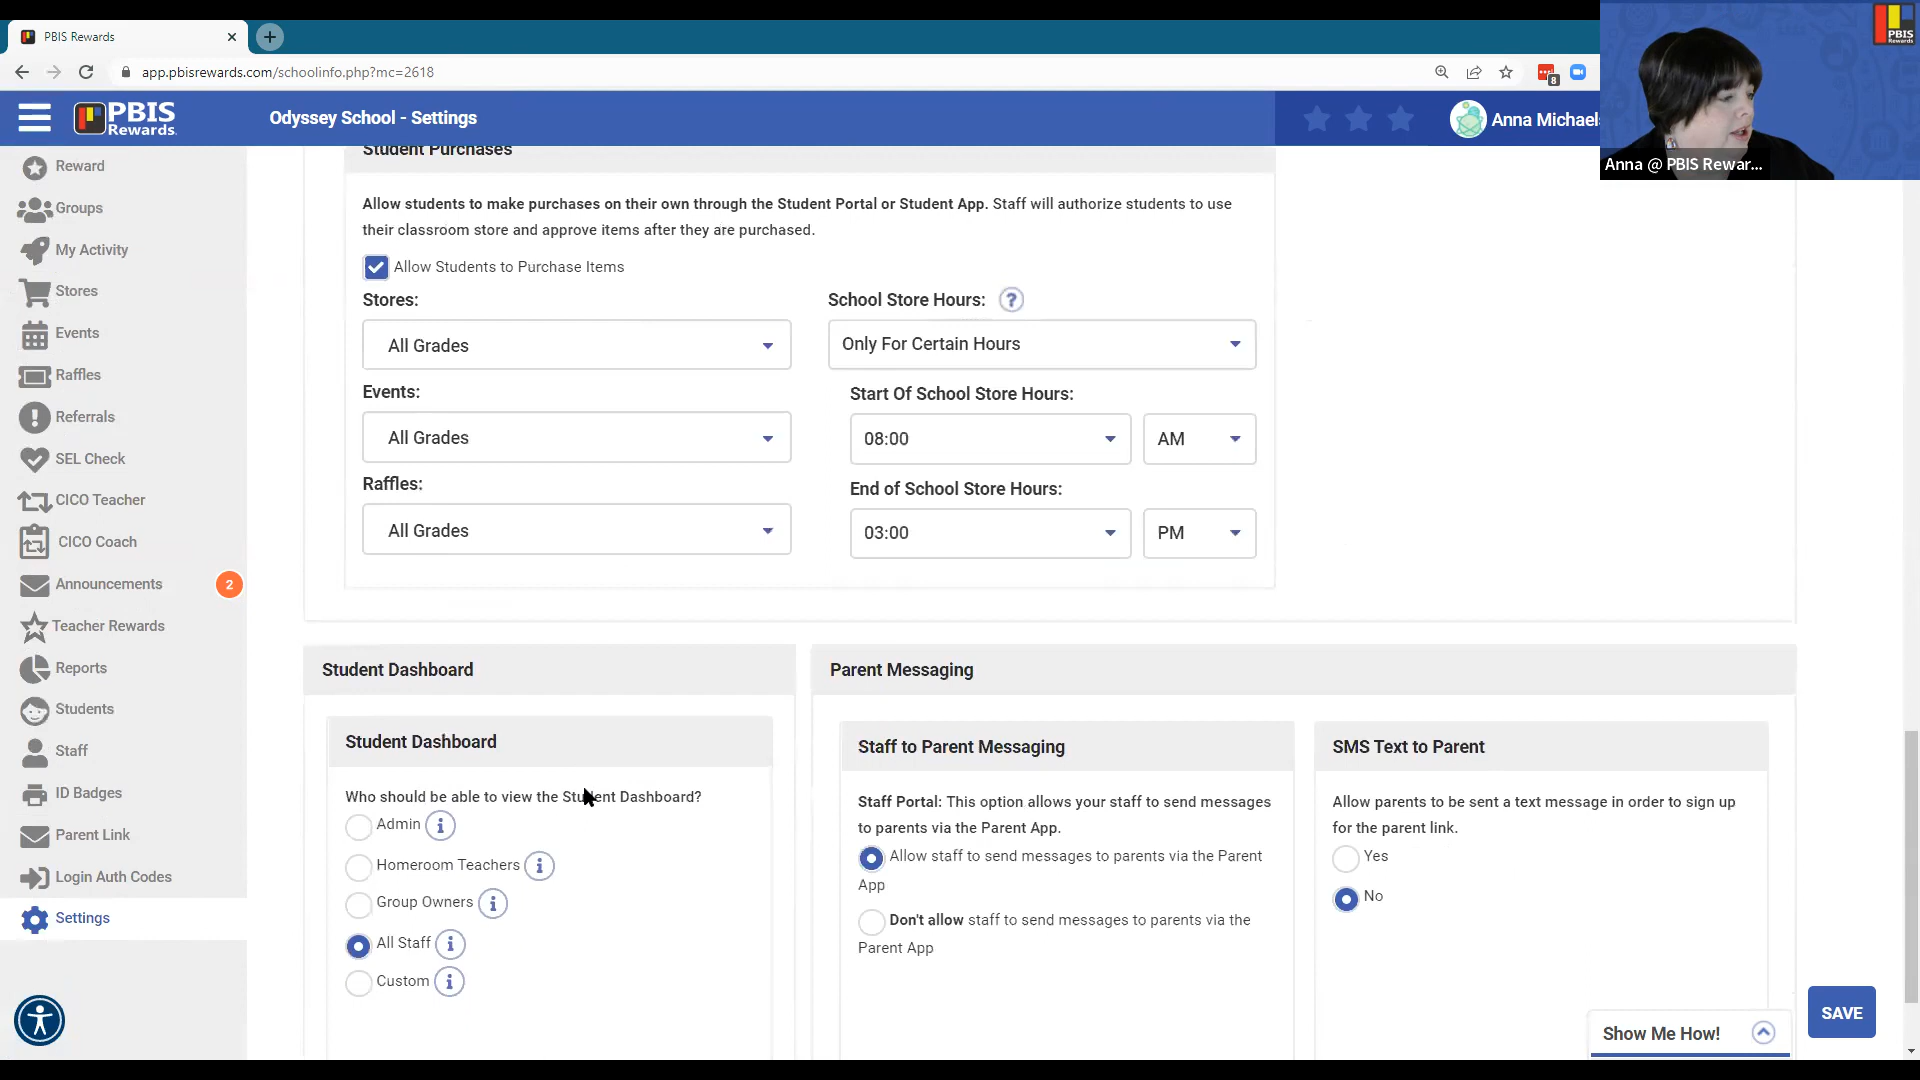 PBIS Rewards
app.pbisrewards.com/schoolinfo.php?mc=2618
8
PBIS
Rewards
Odyssey School - Settings
Anna Michaels
PBIS
Rewards
Anna @ PBIS Rewar...
Reward
Groups
My Activity
Stores
Events
Raffles
Referrals
SEL Check
CICO Teacher
CICO Coach
Announcements
2
Teacher Rewards
Reports
Students
Staff
ID Badges
Parent Link
Login Auth Codes
Settings
Student Purchases
Allow students to make purchases on their own through the Student Portal or Student App. Staff will authorize students to use
their classroom store and approve items after they are purchased.
Allow Students to Purchase Items
Stores:
All Grades
Events:
All Grades
Raffles:
All Grades
School Store Hours: ?
Only For Certain Hours
Start Of School Store Hours:
08:00 AM
End of School Store Hours:
03:00 PM
Student Dashboard
Student Dashboard
Who should be able to view the Student Dashboard?
Admin i
Homeroom Teachers i
Group Owners i
All Staff i
Custom i
Parent Messaging
Staff to Parent Messaging
Staff Portal: This option allows your staff to send messages
to parents via the Parent App.
Allow staff to send messages to parents via the Parent
App
Don't allow staff to send messages to parents via the
Parent App
SMS Text to Parent
Allow parents to be sent a text message in order to sign up
for the parent link.
Yes
No
SAVE
Show Me How!